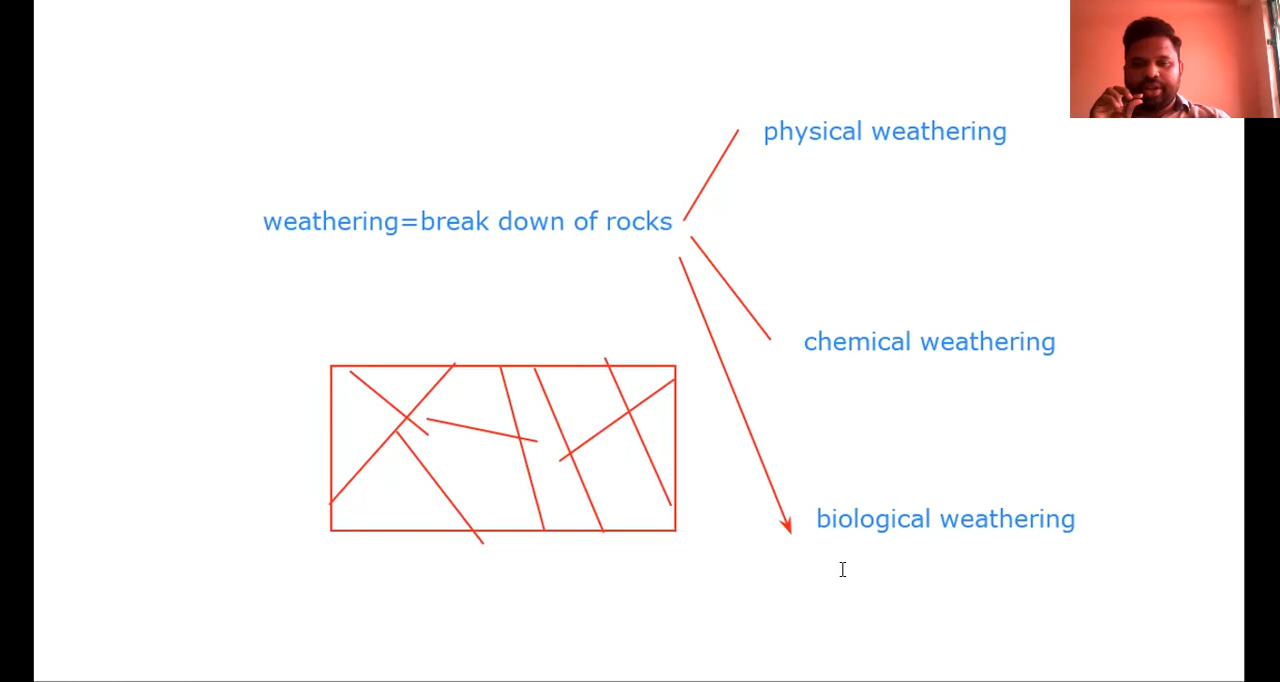 physical weathering
weathering=break down of rocks
chemical weathering
biological weathering